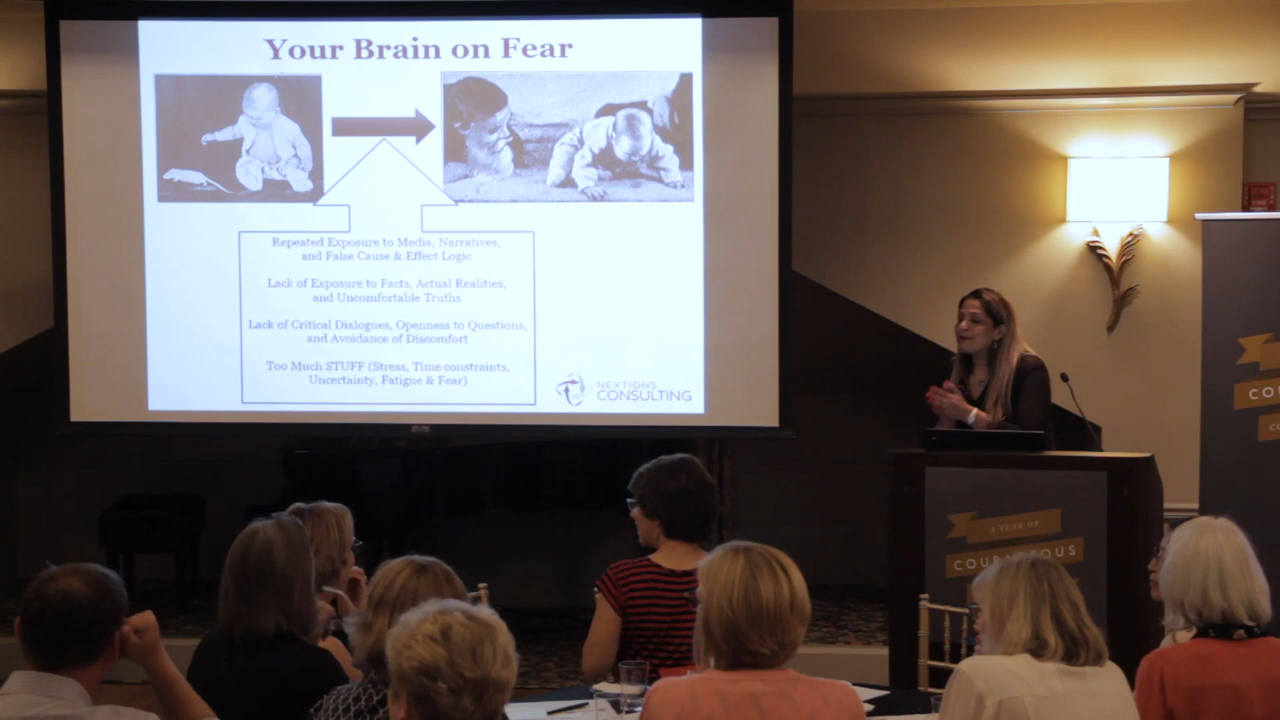 Your Brain on Fear
Repeated Exposure to Media, Narratives,
and False Cause & Effect Logic
Lack of Exposure to Facts, Actual Realities,
and Uncomfortable Truths
Lack of Critical Dialogues, Openness to Questions,
and Avoidance of Discomfort
Too Much STUFF (Stress, Time constraints,
Uncertainty, Fatigue & Fear)
NEXTIONS
CONSULTING
A YEAR OF
COURAGEOUS
CO